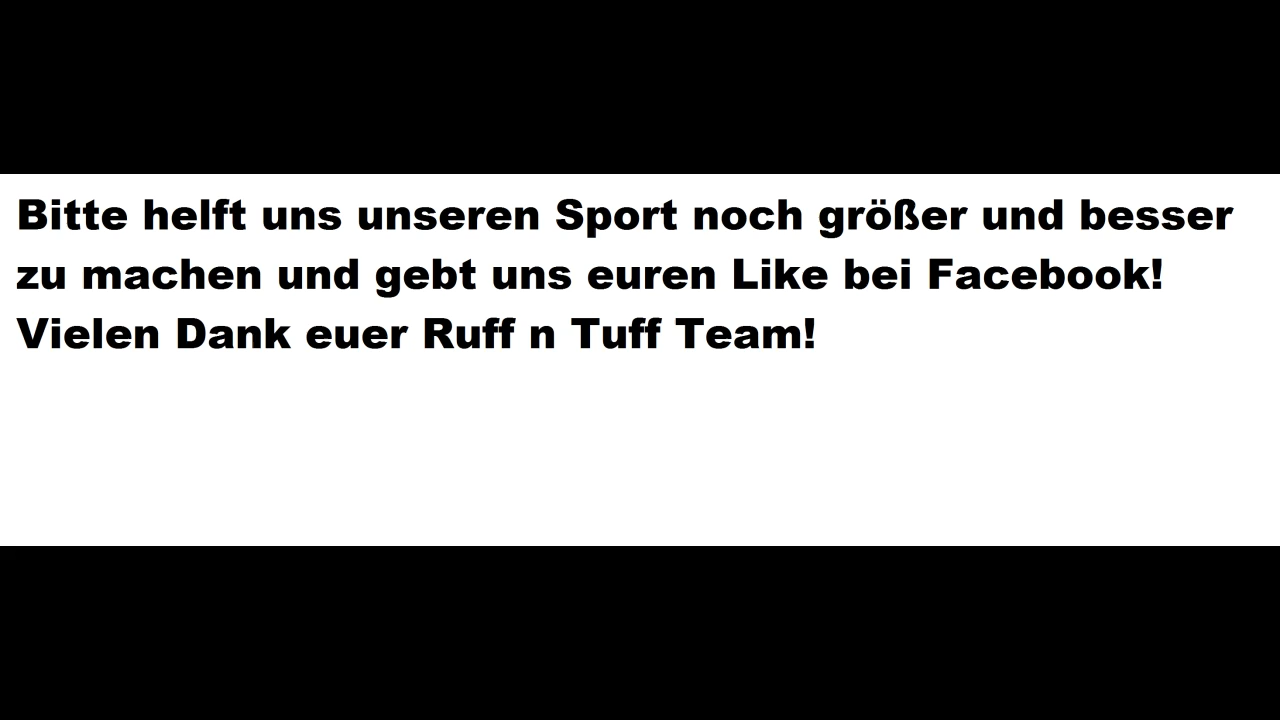 Bitte helft uns unseren Sport noch größer und besser
zu machen und gebt uns euren Like bei Facebook!
Vielen Dank euer Ruff n Tuff Team!